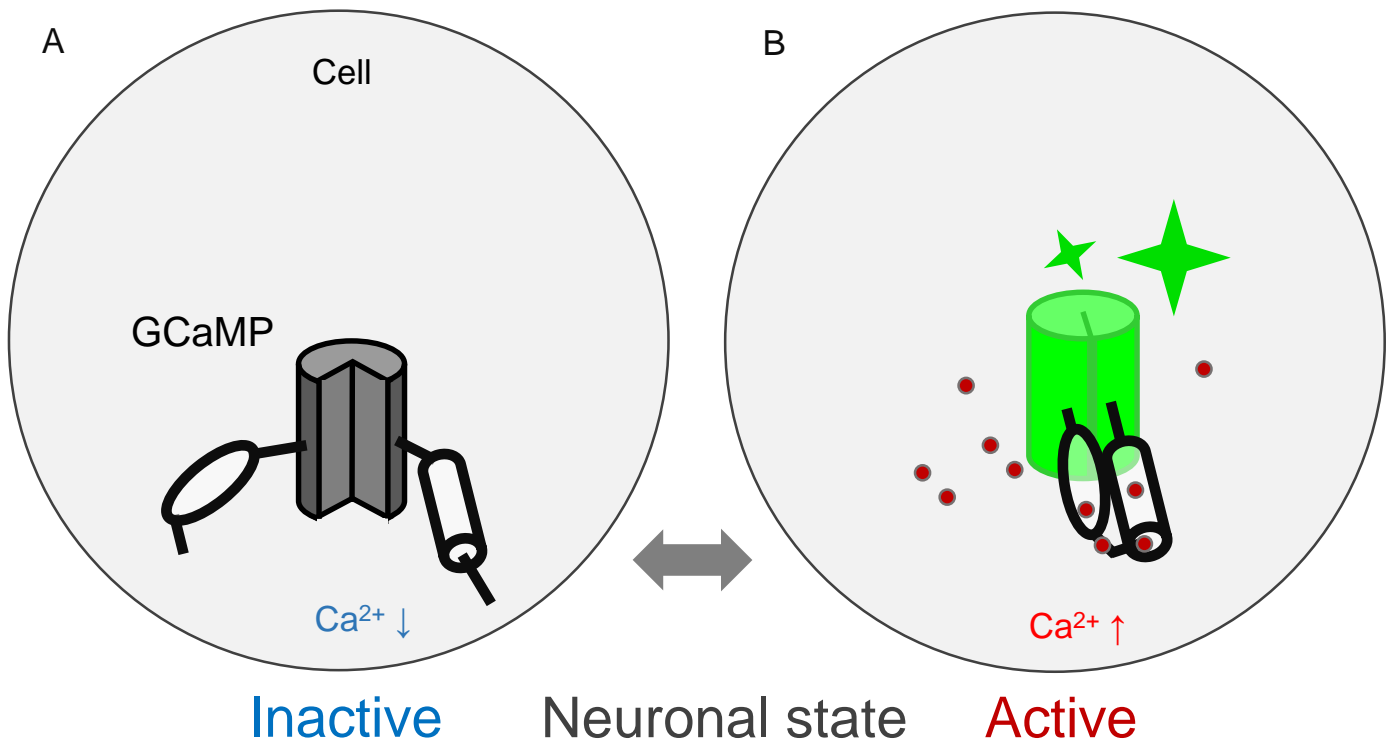 A
B
Cell
GCaMP
Ca²⁺ ↓
Ca²⁺ ↑
Inactive
Neuronal state
Active